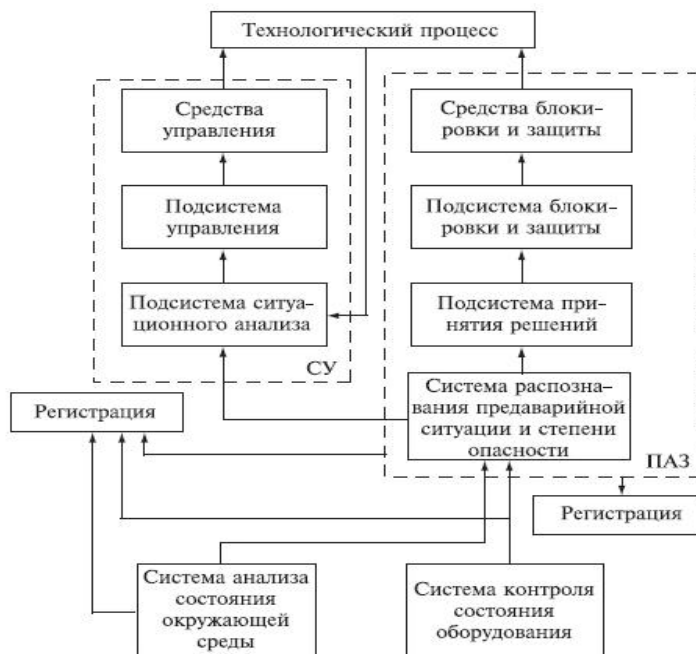 Технологический процесс
Средства
управления
Средства блоки-
ровки и защиты
Подсистема
управления
Подсистема блоки-
ровки и защиты
Подсистема ситуа-
ционного анализа
Подсистема при-
нятия решений
СУ
Регистрация
Система распозна-
вания предаварийной
ситуации и степени
опасности
ПАЗ
Регистрация
Система анализа
состояния
окружающей
среды
Система контроля
состояния
оборудования